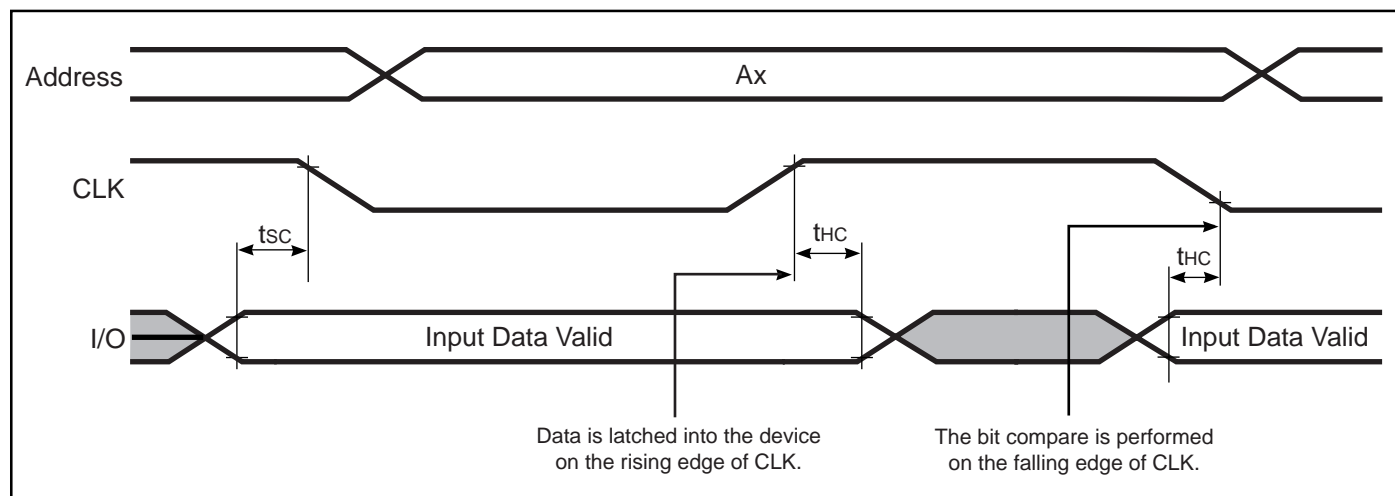 Address
Ax
CLK
tSC
tHC
tHC
I/O
Input Data Valid
Input Data Valid
Data is latched into the device
on the rising edge of CLK.
The bit compare is performed
on the falling edge of CLK.